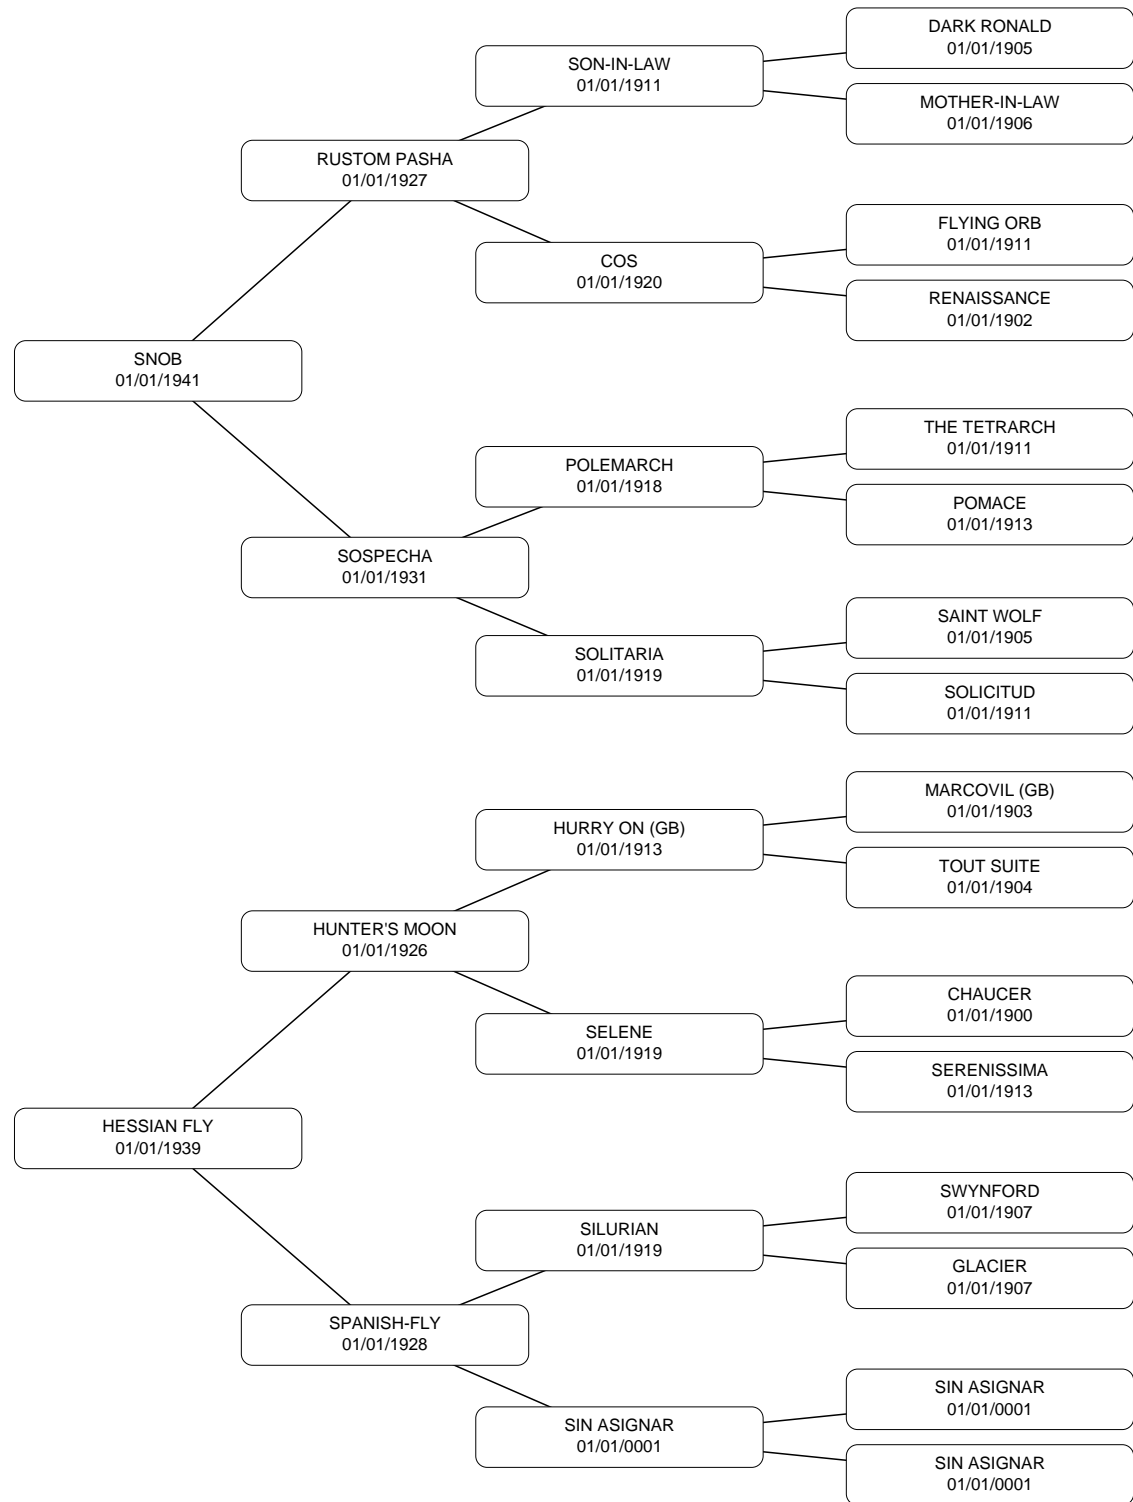 DARK RONALD
01/01/1905
SON-IN-LAW
01/01/1911
MOTHER-IN-LAW
01/01/1906
RUSTOM PASHA
01/01/1927
FLYING ORB
01/01/1911
COS
01/01/1920
RENAISSANCE
01/01/1902
SNOB
01/01/1941
THE TETRARCH
01/01/1911
POLEMARCH
01/01/1918
POMACE
01/01/1913
SOSPECHA
01/01/1931
SAINT WOLF
01/01/1905
SOLITARIA
01/01/1919
SOLICITUD
01/01/1911
MARCOVIL (GB)
01/01/1903
HURRY ON (GB)
01/01/1913
TOUT SUITE
01/01/1904
HUNTER'S MOON
01/01/1926
CHAUCER
01/01/1900
SELENE
01/01/1919
SERENISSIMA
01/01/1913
HESSIAN FLY
01/01/1939
SWYNFORD
01/01/1907
SILURIAN
01/01/1919
GLACIER
01/01/1907
SPANISH-FLY
01/01/1928
SIN ASIGNAR
01/01/0001
SIN ASIGNAR
01/01/0001
SIN ASIGNAR
01/01/0001